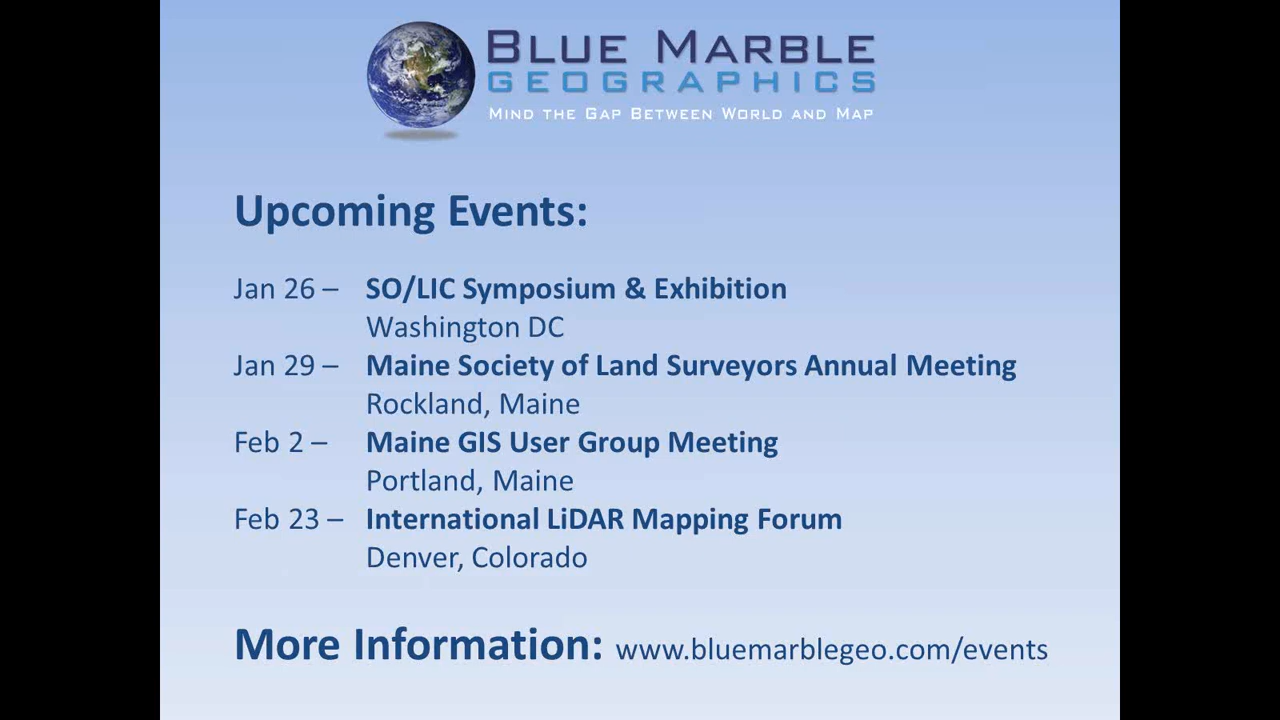 BLUE MARBLE
GEOGRAPHICS
MIND THE GAP BETWEEN WORLD AND MAP
Upcoming Events:
Jan 26 – SO/LIC Symposium & Exhibition
Washington DC
Jan 29 – Maine Society of Land Surveyors Annual Meeting
Rockland, Maine
Feb 2 – Maine GIS User Group Meeting
Portland, Maine
Feb 23 – International LiDAR Mapping Forum
Denver, Colorado
More Information: www.bluemarblegeo.com/events